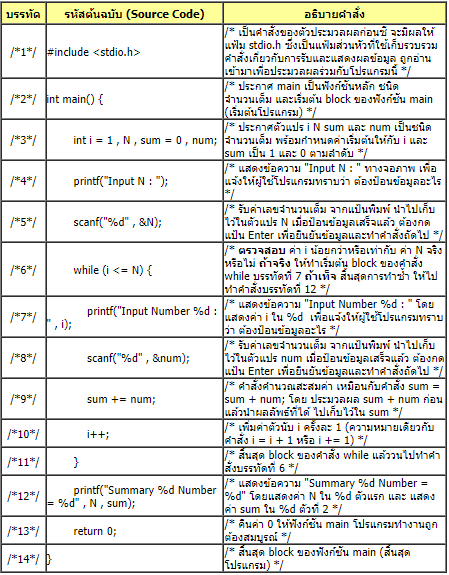 บรรทัด
รหัสต้นฉบับ (Source Code)
อธิบายคำสั่ง
/*1*/
#include <stdio.h>
/* เป็นคำสั่งของตัวประมวลผลก่อนซี จะมีผลให้
แฟ้ม stdio.h ซึ่งเป็นแฟ้มส่วนหัวที่ใช้เก็บรวบรวม
คำสั่งเกี่ยวกับการรับและแสดงผลข้อมูล ถูกอ่าน
เข้ามาเพื่อประมวลผลร่วมกับโปรแกรมนี้ */
/*2*/
int main() {
/* ประกาศ main เป็นฟังก์ชันหลัก ชนิด
จำนวนเต็ม และเริ่มต้น block ของฟังก์ชัน main
(เริ่มต้นโปรแกรม) */
/*3*/
int i = 1 , N , sum = 0 , num;
/* ประกาศตัวแปร i N sum และ num เป็นชนิด
จำนวนเต็ม พร้อมกำหนดค่าเริ่มต้นให้กับ i และ
sum เป็น 1 และ 0 ตามลำดับ */
/*4*/
printf("Input N : ");
/* แสดงข้อความ "Input N : " ทางจอภาพ เพื่อ
แจ้งให้ผู้ใช้โปรแกรมทราบว่า ต้องป้อนข้อมูลอะไร
*/
/*5*/
scanf("%d" , &N);
/* รับค่าเลขจำนวนเต็ม จากแป้นพิมพ์ นำไปเก็บ
ไว้ในตัวแปร N เมื่อป้อนข้อมูลเสร็จแล้ว ต้องกด
แป้น Enter เพื่อยืนยันข้อมูลและทำคำสั่งถัดไป */
/*6*/
while (i <= N) {
/* ตรวจสอบ ค่า i น้อยกว่าหรือเท่ากับ ค่า N จริง
หรือไม่ ถ้าจริง ให้ทำเริ่มต้น block ของคำสั่ง
while บรรทัดที่ 7 ถ้าเท็จ สิ้นสุดการทำซ้ำ ให้ไป
ทำคำสั่งบรรทัดที่ 12 */
/*7*/
printf("Input Number %d :
" , i);
/* แสดงข้อความ "Input Number %d : " โดย
แสดงค่า i ใน %d เพื่อแจ้งให้ผู้ใช้โปรแกรมทราบ
ว่า ต้องป้อนข้อมูลอะไร */
/*8*/
scanf("%d" , &num);
/* รับค่าเลขจำนวนเต็ม จากแป้นพิมพ์ นำไปเก็บ
ไว้ในตัวแปร num เมื่อป้อนข้อมูลเสร็จแล้ว ต้องกด
แป้น Enter เพื่อยืนยันข้อมูลและทำคำสั่งถัดไป */
/*9*/
sum += num;
/* คำสั่งคำนวณสะสมค่า เหมือนกับคำสั่ง sum =
sum + num; โดย ประมวลผล sum + num ก่อน
แล้วนำผลลัพธ์ที่ได้ ไปเก็บไว้ใน sum */
/*10*/
i++;
/* เพิ่มค่าตัวนับ i ครั้งละ 1 (ความหมายเดียวกับ
คำสั่ง i = i + 1 หรือ i += 1) */
/*11*/
}
/* สิ้นสุด block ของคำสั่ง while แล้ววนไปทำคำ
สั่งบรรทัดที่ 6 */
/*12*/
printf("Summary %d Number
= %d" , N , sum);
/* แสดงข้อความ "Summary %d Number =
%d" โดยแสดงค่า N ใน %d ตัวแรก และ แสดง
ค่า sum ใน %d ตัวที่ 2 */
/*13*/
return 0;
/* คืนค่า 0 ให้ฟังก์ชัน main โปรแกรมทำงานถูก
ต้องสมบูรณ์ */
/*14*/
}
/* สิ้นสุด block ของฟังก์ชัน main (สิ้นสุด
โปรแกรม) */